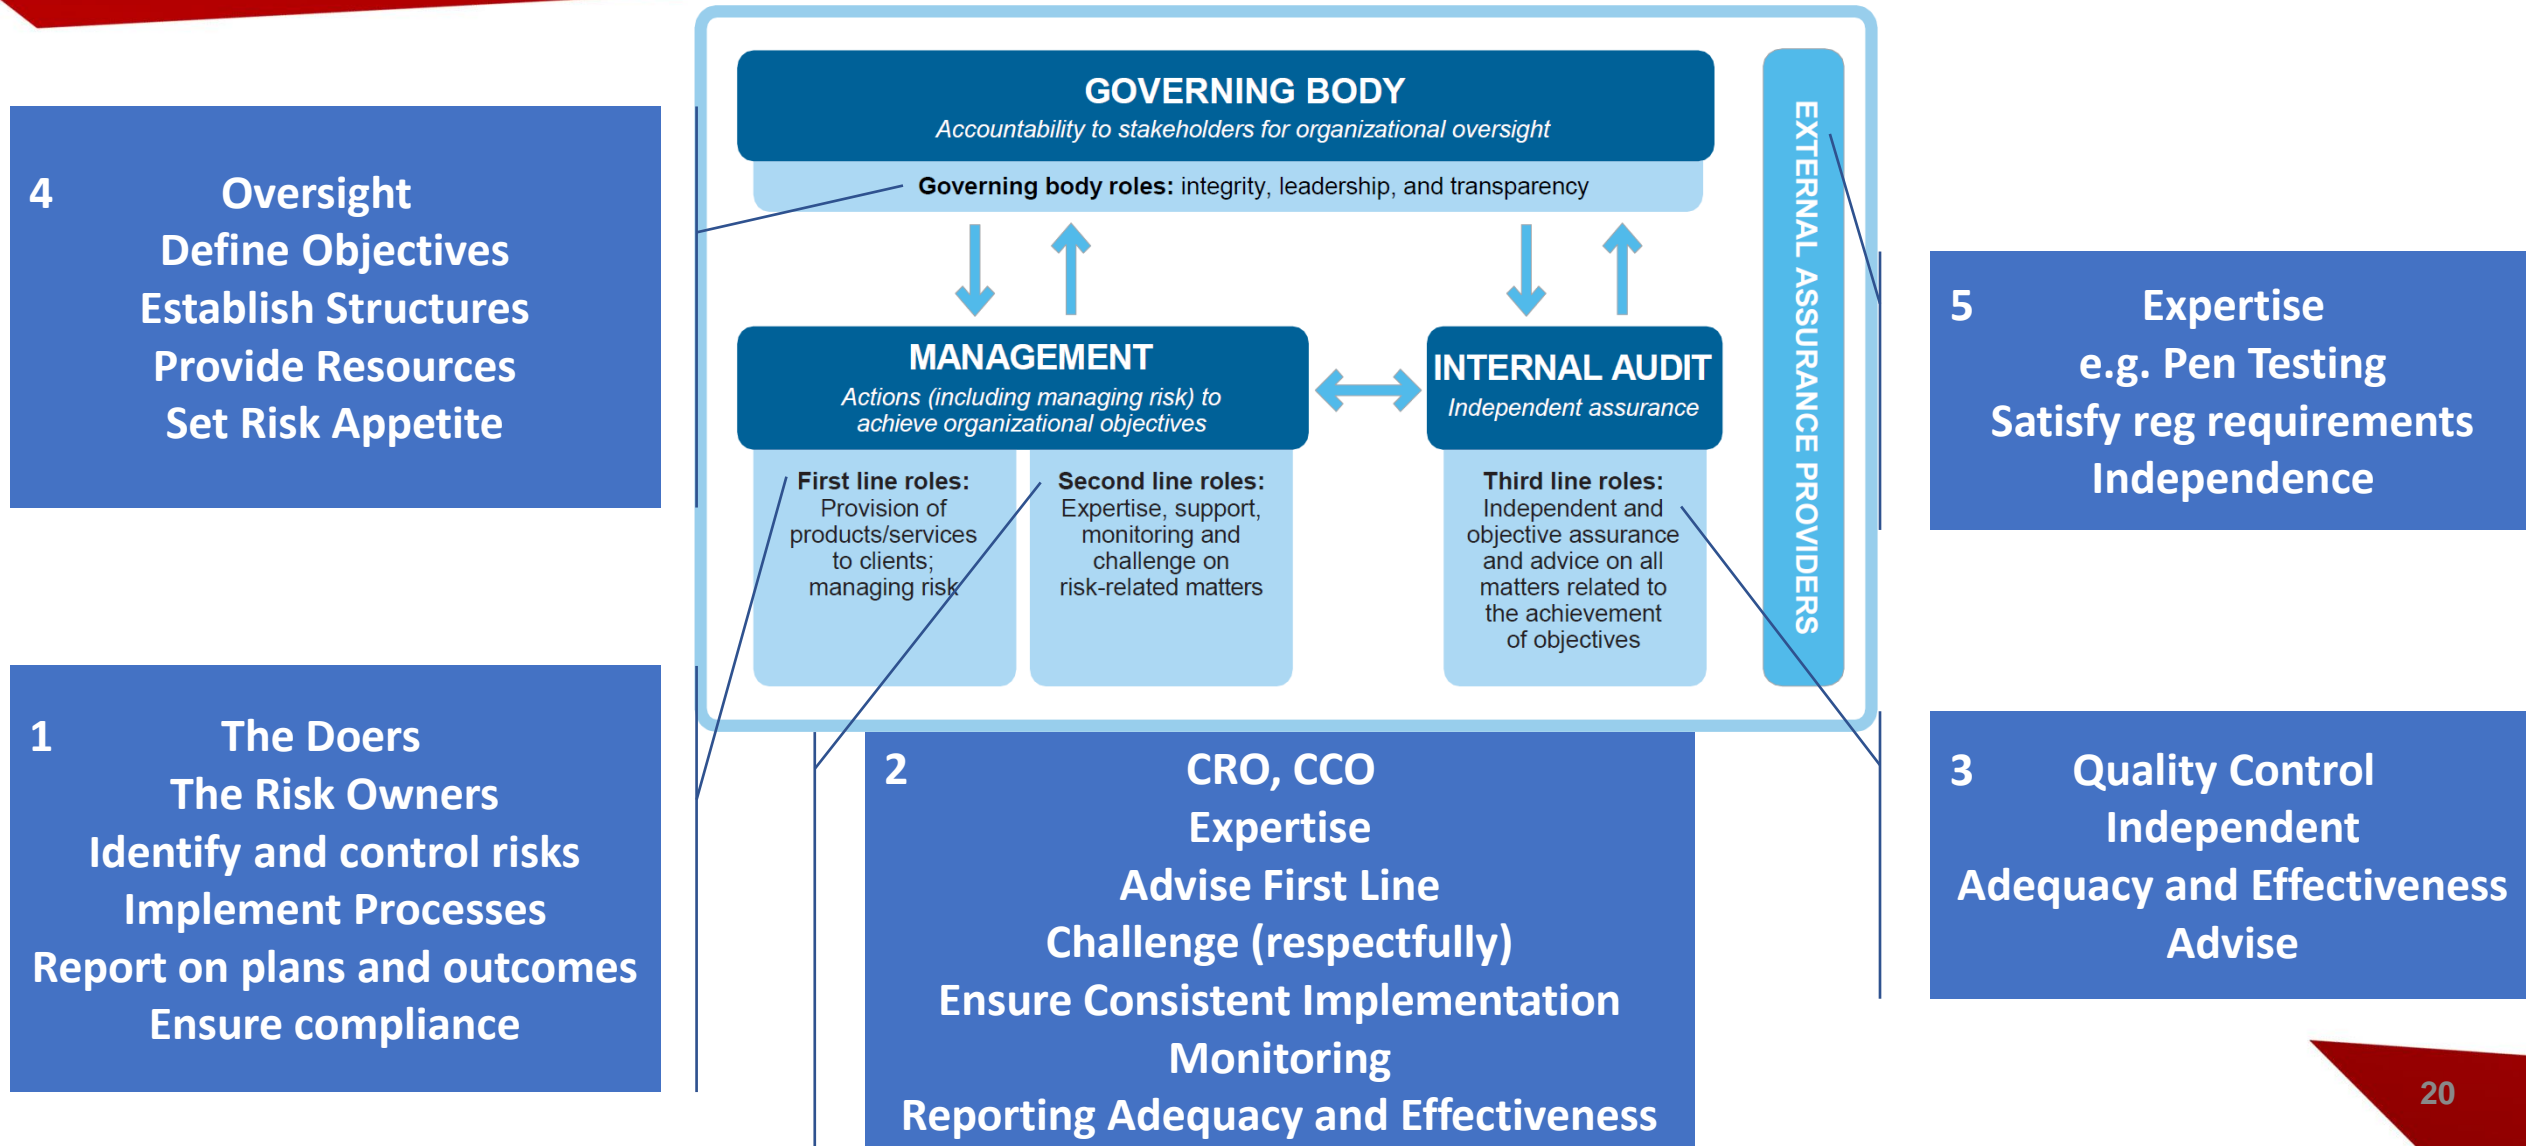 GOVERNING BODY
Accountability to stakeholders for organizational oversight
Governing body roles: integrity, leadership, and transparency
MANAGEMENT
Actions (including managing risk) to
achieve organizational objectives
INTERNAL AUDIT
Independent assurance
First line roles:
Provision of
products/services
to clients;
managing risk
Second line roles:
Expertise, support,
monitoring and
challenge on
risk-related matters
Third line roles:
Independent and
objective assurance
and advice on all
matters related to
the achievement
of objectives
EXTERNAL ASSURANCE PROVIDERS
4 Oversight
Define Objectives
Establish Structures
Provide Resources
Set Risk Appetite
5 Expertise
e.g. Pen Testing
Satisfy reg requirements
Independence
1 The Doers
The Risk Owners
Identify and control risks
Implement Processes
Report on plans and outcomes
Ensure compliance
2 CRO, CCO
Expertise
Advise First Line
Challenge (respectfully)
Ensure Consistent Implementation
Monitoring
Reporting Adequacy and Effectiveness
3 Quality Control
Independent
Adequacy and Effectiveness
Advise
20